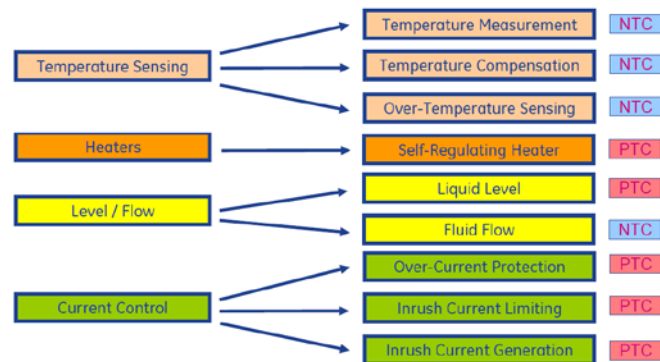 Temperature Measurement NTC
Temperature Sensing Temperature Compensation NTC
Over-Temperature Sensing NTC
Heaters Self-Regulating Heater PTC
Liquid Level PTC
Level / Flow
Fluid Flow NTC
Over-Current Protection PTC
Current Control Inrush Current Limiting PTC
Inrush Current Generation PTC